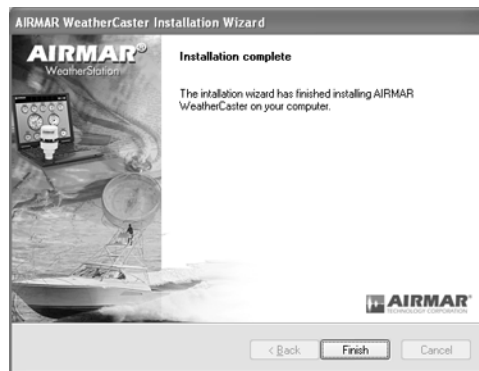 AIRMAR WeatherCaster Installation Wizard
AIRMAR®
WeatherStation
Installation complete
The intallation wizard has finished installing AIRMAR
WeatherCaster on your computer.
AIRMAR®
TECHNOLOGY CORPORATION
< Back
Finish
Cancel